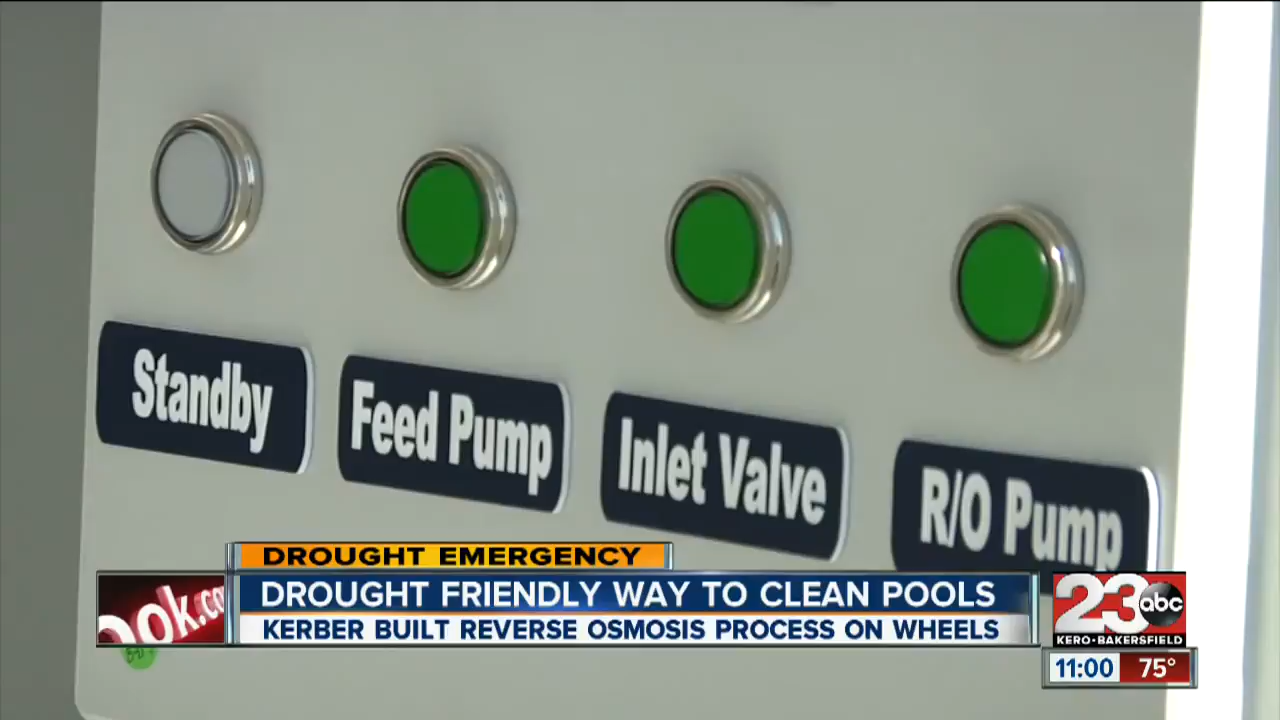 Standby
Feed Pump
Inlet Valve
R/O Pump
DROUGHT EMERGENCY
DROUGHT FRIENDLY WAY TO CLEAN POOLS
KERBER BUILT REVERSE OSMOSIS PROCESS ON WHEELS
23 abc
KERO•BAKERSFIELD
11:00 75°